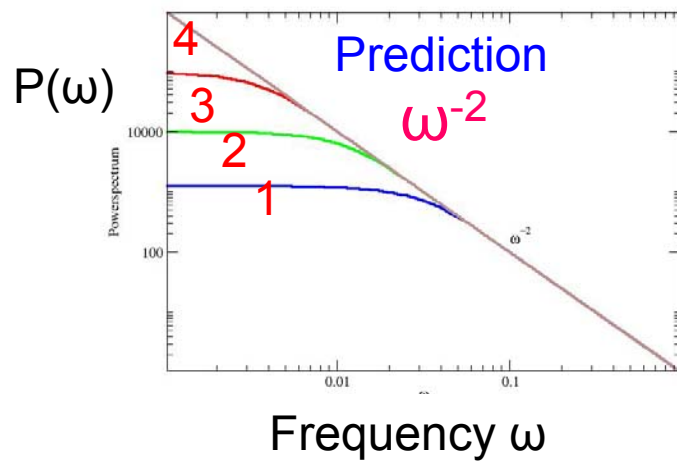 4
Prediction
P(ω)
ω-2
3
10000
2
Powerspectrum
1
ω-2
100
0.01
0.1
Frequency ω